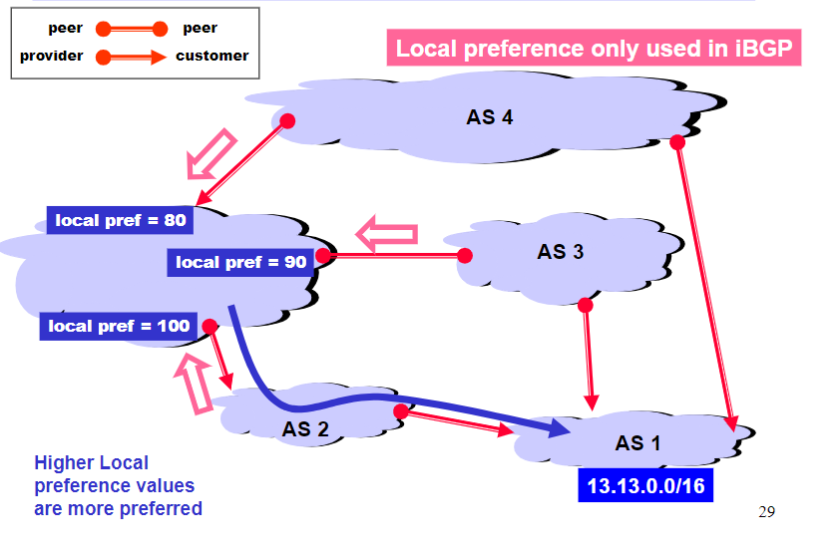 peer peer
provider customer
Local preference only used in iBGP
AS 4
local pref = 80
AS 3
local pref = 90
local pref = 100
AS 2
AS 1
Higher Local
preference values
are more preferred
13.13.0.0/16
29